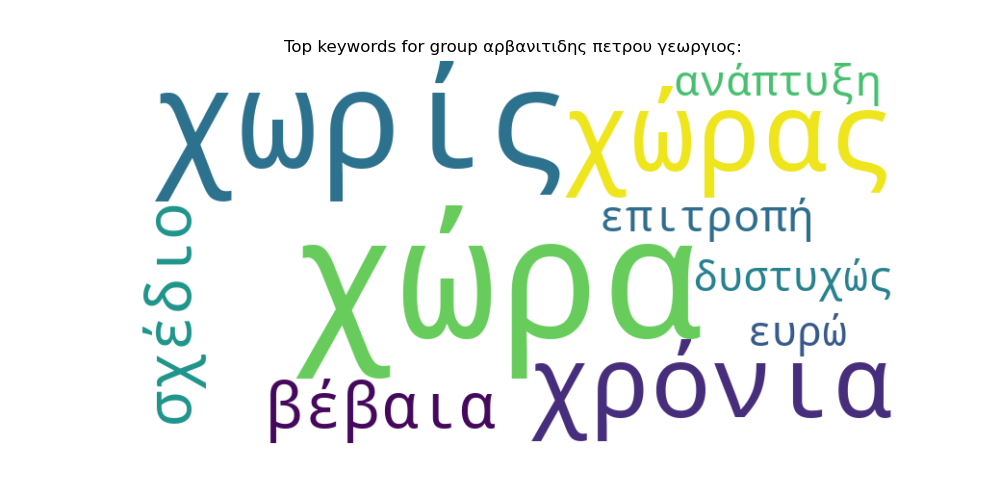 Top keywords for group αρβανιτιδης πετρου γεωργιος:
ανάπτυξη
χωρίς
χώρας
επιτροπή
σχέδιο
χώρα
δυστυχώς
ευρώ
βέβαια
χρόνια